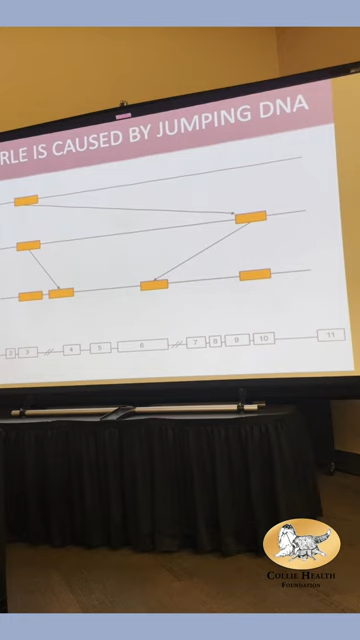 RLE IS CAUSED BY JUMPING DNA
2 3 4 5 6 7 8 9 10 11
COLLIE HEALTH
FOUNDATION